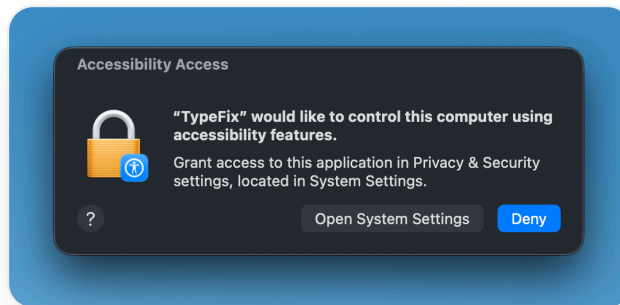 Accessibility Access
“TypeFix” would like to control this computer using
accessibility features.
Grant access to this application in Privacy & Security
settings, located in System Settings.
? Open System Settings Deny